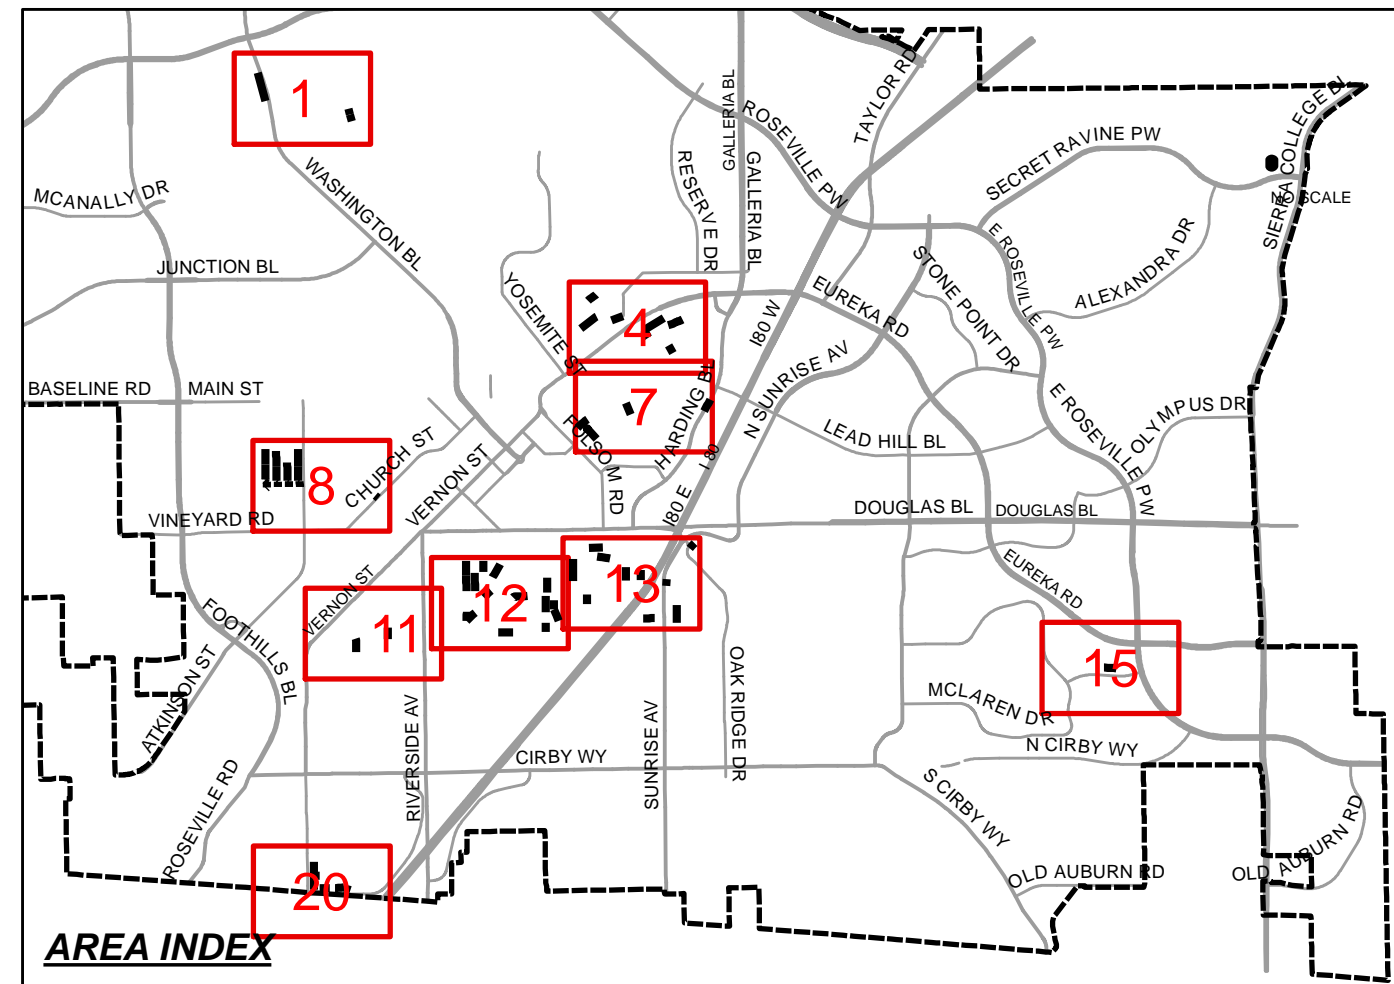 1
MCANALLY DR
WASHINGTON BL
JUNCTION BL
GALLERIA BL
ROSEVILLE PW
TAYLOR RD
RESERVE DR
GALLERIA BL
SECRET RAVINE PW
SIERRA COLLEGE BL
NO SCALE
E ROSEVILLE PW
ALEXANDRA DR
YOSEMITE ST
4
I80 W
EUREKA RD
STONE POINT DR
BASELINE RD
MAIN ST
7
HARDING BL
N SUNRISE AV
FOLSOM RD
LEAD HILL BL
E ROSEVILLE PW
OLYMPUS DR
8
CHURCH ST
VERNON ST
I 80
I80 E
VINEYARD RD
DOUGLAS BL
DOUGLAS BL
EUREKA RD
VERNON ST
11
12
13
FOOTHILLS BL
ATKINSON ST
15
OAK RIDGE DR
MCLAREN DR
N CIRBY WY
RIVERSIDE AV
CIRBY WY
SUNRISE AV
S CIRBY WY
ROSEVILLE RD
20
OLD AUBURN RD
OLD AUBURN RD
AREA INDEX